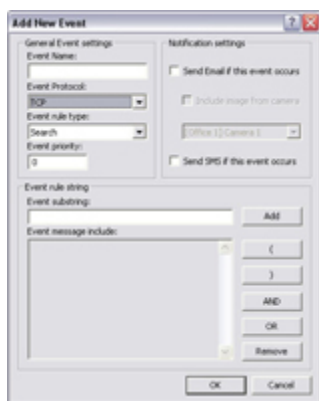 Add New Event
General Event settings
Event Name:
Event Protocol:
TCP
Event rule type:
Search
Event priority:
0
Notification settings
Send Email if this event occurs
Include image from camera
[Office 1]-Camera 1
Send SMS if this event occurs
Event rule string
Event substring:
Add
Event message include:
(
)
AND
OR
Remove
OK
Cancel